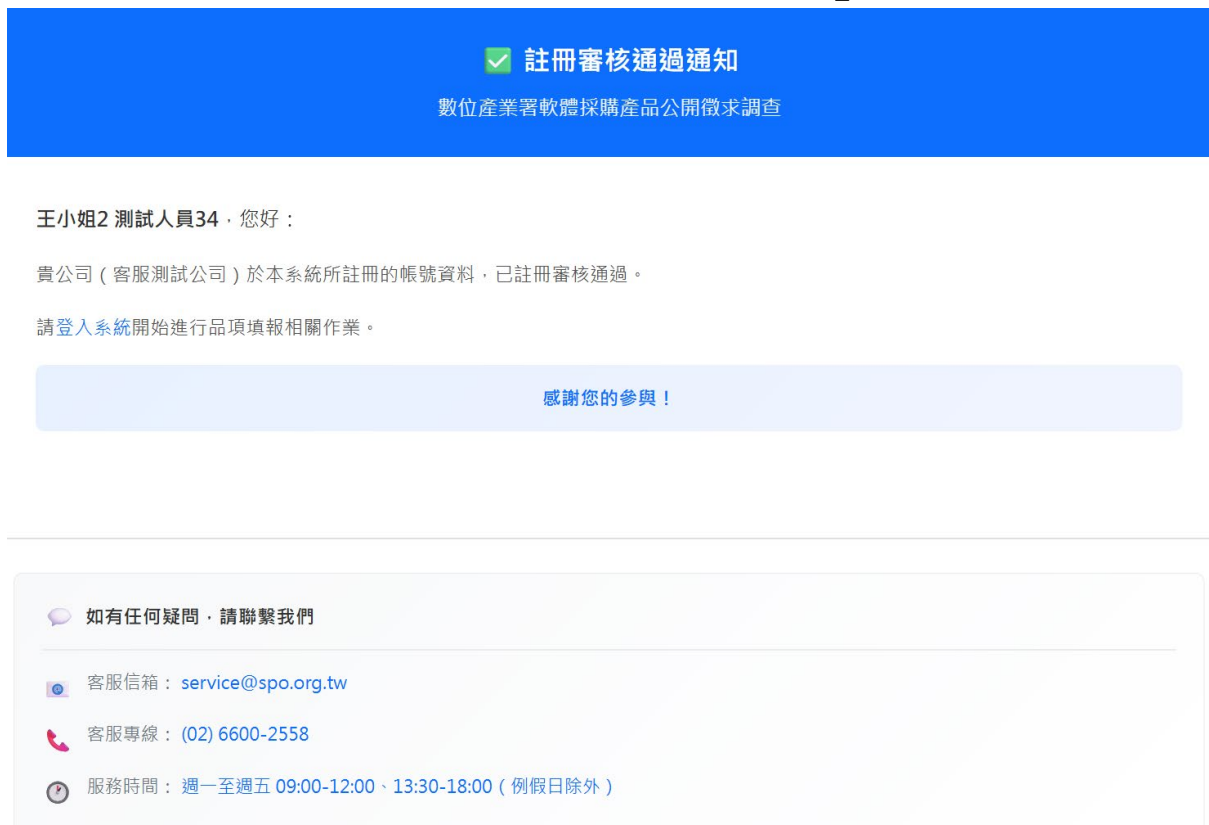 ✅ 註冊審核通過通知
數位產業署軟體採購產品公開徵求調查
王小姐2 測試人員34，您好：
貴公司（客服測試公司）於本系統所註冊的帳號資料，已註冊審核通過。
請登入系統開始進行品項填報相關作業。
感謝您的參與！
如有任何疑問，請聯繫我們
客服信箱： service@spo.org.tw
客服專線： (02) 6600-2558
服務時間： 週一至週五 09:00-12:00、13:30-18:00（例假日除外）